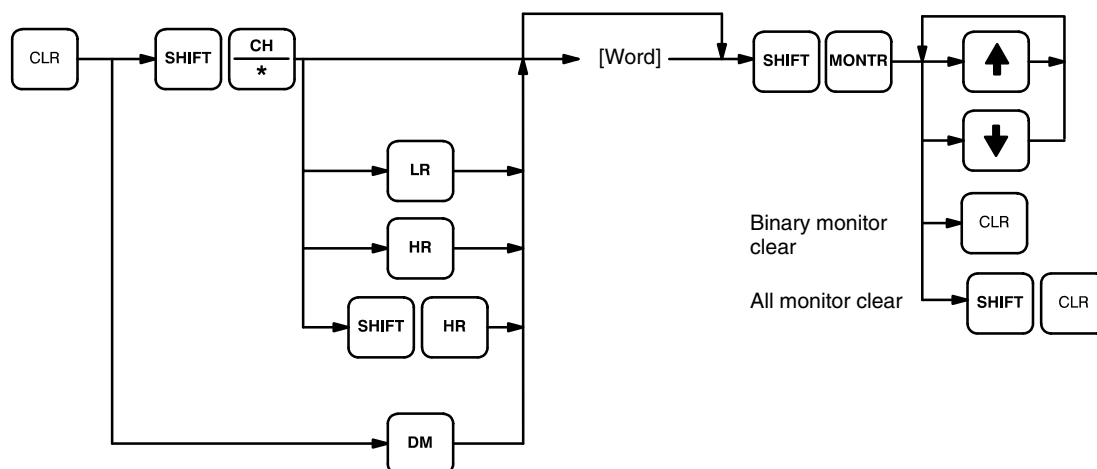 CLR
SHIFT
CH
*
[Word]
SHIFT
MONTR
LR
HR
SHIFT
HR
DM
Binary monitor
clear
CLR
All monitor clear
SHIFT
CLR